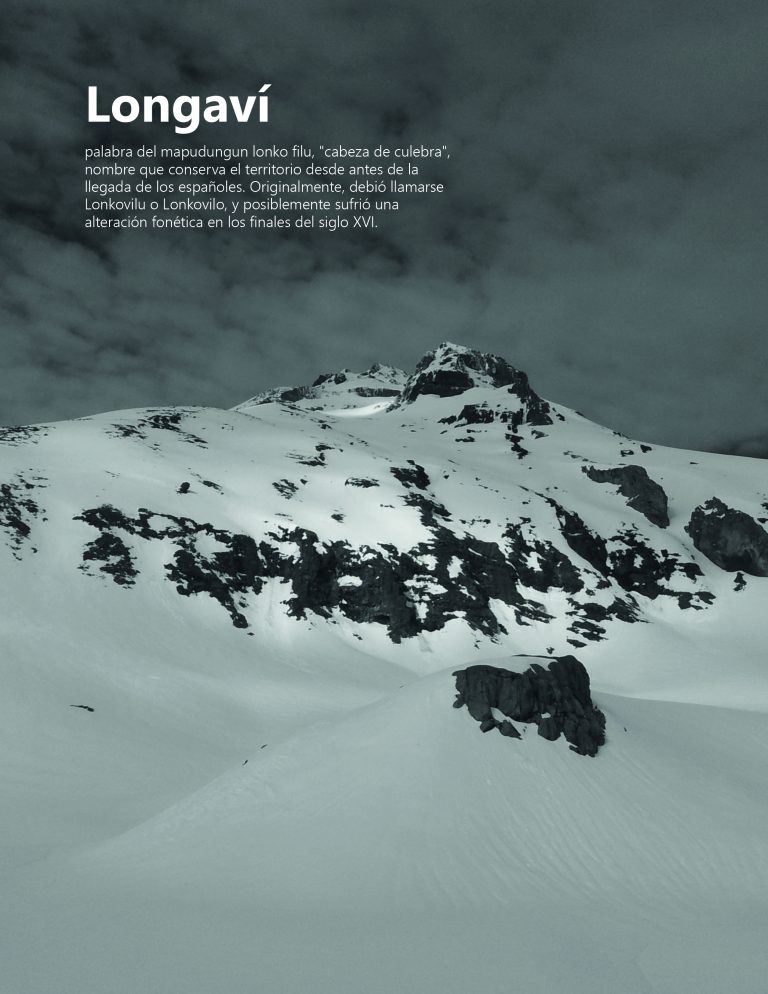 Longaví
palabra del mapudungun lonko filu, "cabeza de culebra",
nombre que conserva el territorio desde antes de la
llegada de los españoles. Originalmente, debió llamarse
Lonkovilu o Lonkovilo, y posiblemente sufrió una
alteración fonética en los finales del siglo XVI.